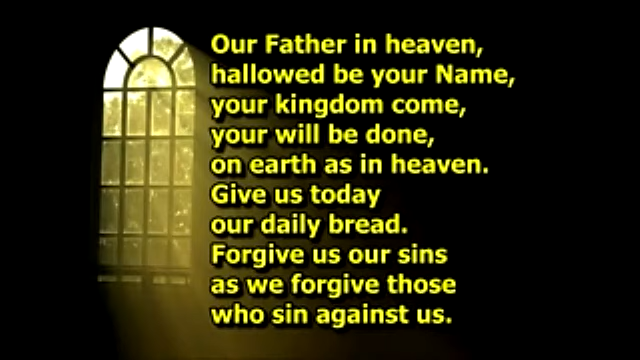 Our Father in heaven,
hallowed be your Name,
your kingdom come,
your will be done,
on earth as in heaven.
Give us today
our daily bread.
Forgive us our sins
as we forgive those
who sin against us.